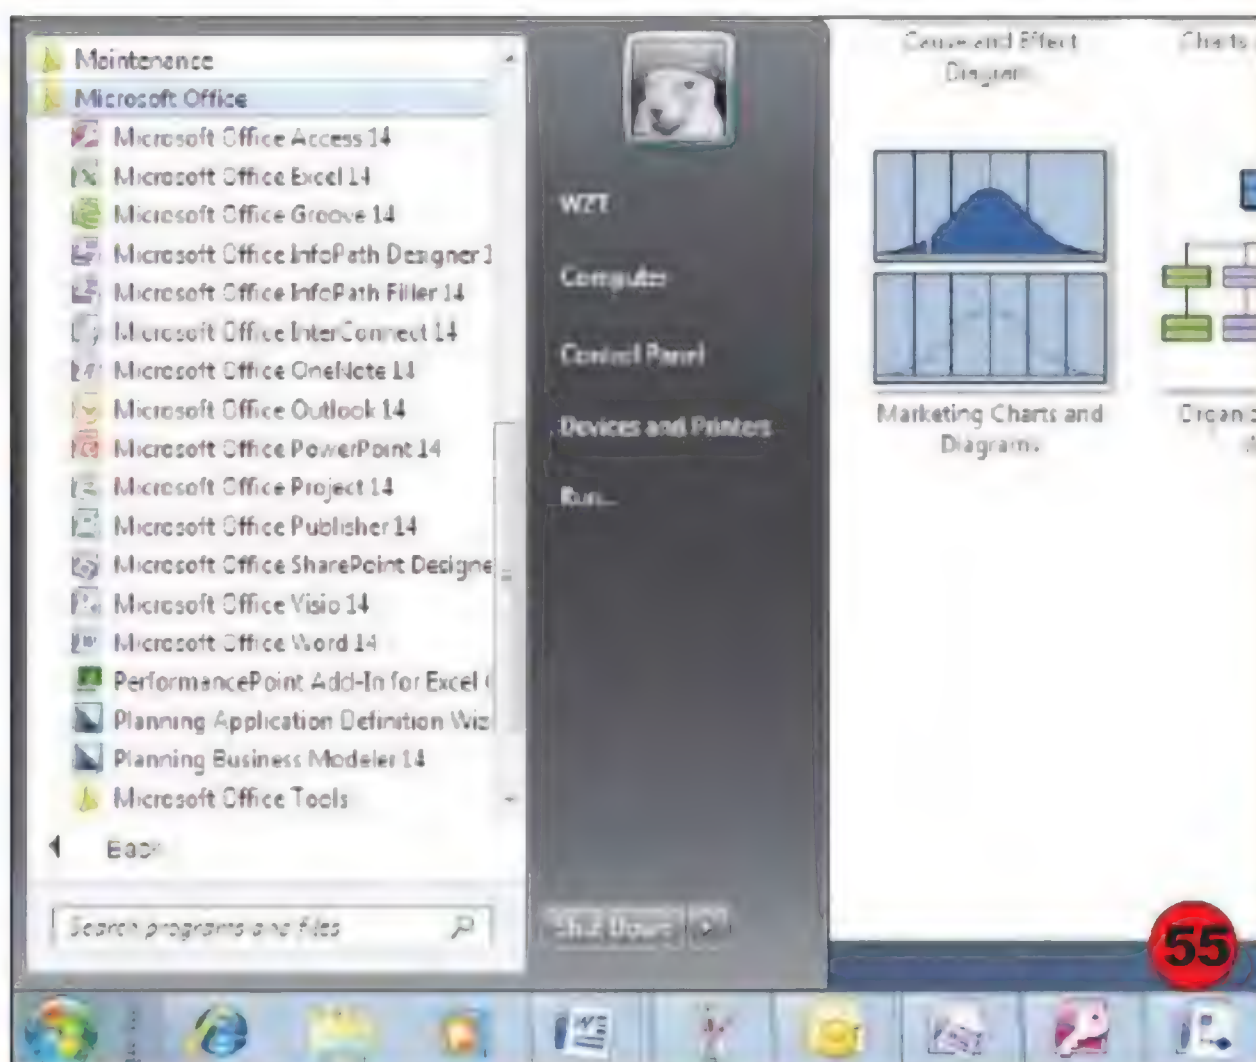 Maintenance
Microsoft Office
Microsoft Office Access 14
Microsoft Office Excel 14
Microsoft Office Groove 14
Microsoft Office InfoPath Designer 1
Microsoft Office InfoPath Filler 14
Microsoft Office InterConnect 14
Microsoft Office OneNote 14
Microsoft Office Outlook 14
Microsoft Office PowerPoint 14
Microsoft Office Project 14
Microsoft Office Publisher 14
Microsoft Office SharePoint Designe
Microsoft Office Visio 14
Microsoft Office Word 14
PerformancePoint Add-In for Excel
Planning Application Definition Wiz
Planning Business Modeler 14
Microsoft Office Tools
Back
Search programs and files
WZT
Computer
Control Panel
Devices and Printers
Run...
Shut Down
Cause and Effect
Diagram
Charts
Marketing Charts and
Diagrams
Organiz
55